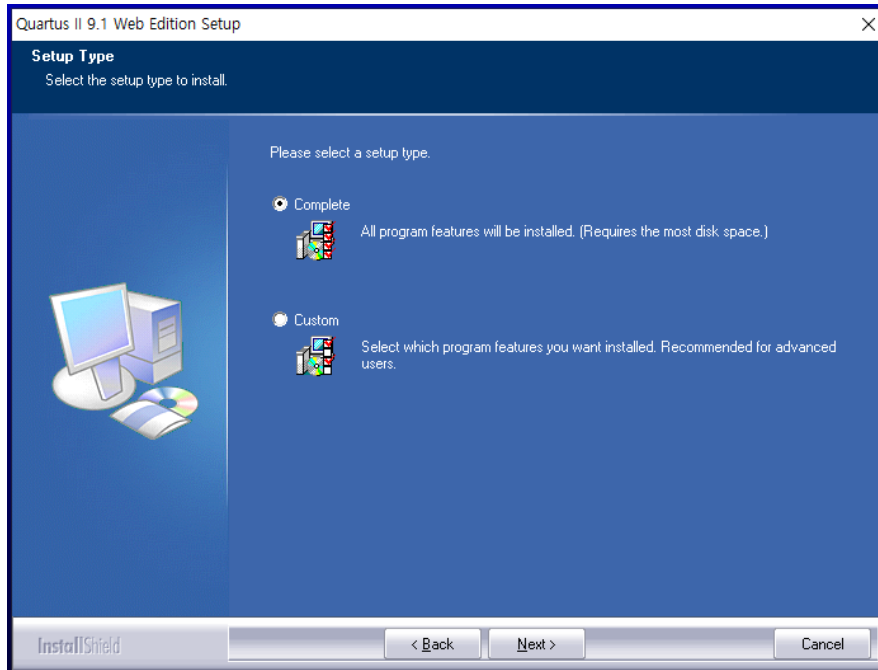 Quartus II 9.1 Web Edition Setup
Setup Type
Select the setup type to install.
Please select a setup type.
Complete
All program features will be installed. (Requires the most disk space.)
Custom
Select which program features you want installed. Recommended for advanced
users.
InstallShield
< Back
Next >
Cancel